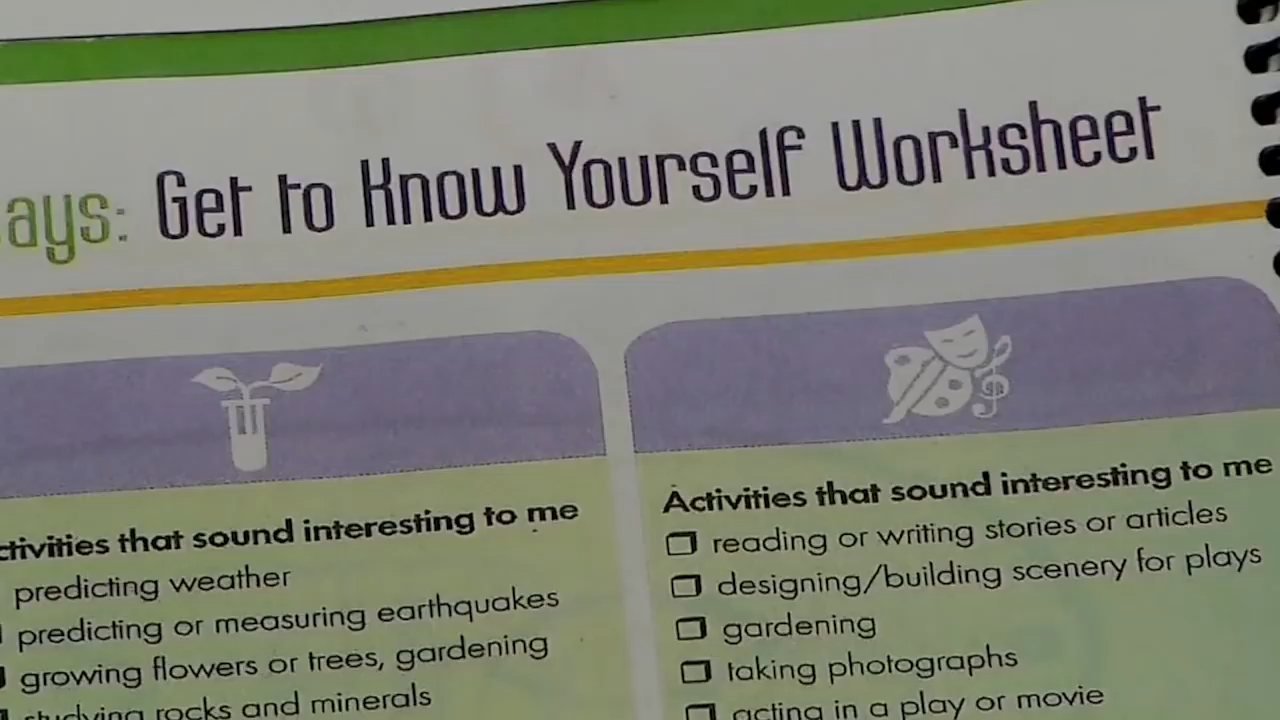 ays: Get to Know Yourself Worksheet
ctivities that sound interesting to me
predicting weather
predicting or measuring earthquakes
growing flowers or trees, gardening
studying rocks and minerals
Activities that sound interesting to me
reading or writing stories or articles
designing/building scenery for plays
gardening
taking photographs
acting in a play or movie